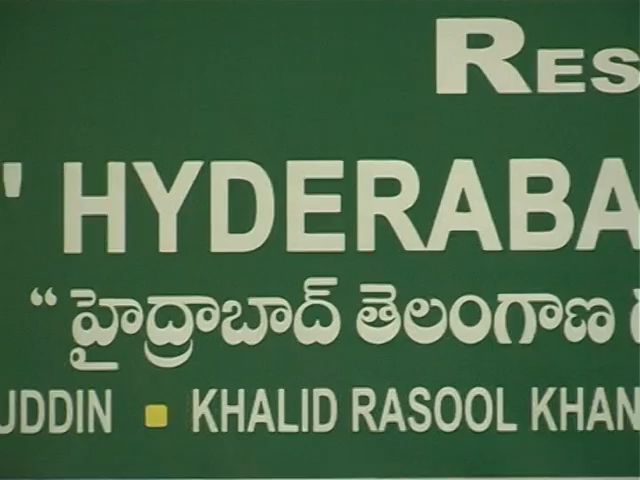 RES
' HYDERABA
“ హైద్రాబాద్ తెలంగాణ
UDDIN ▪ KHALID RASOOL KHAN